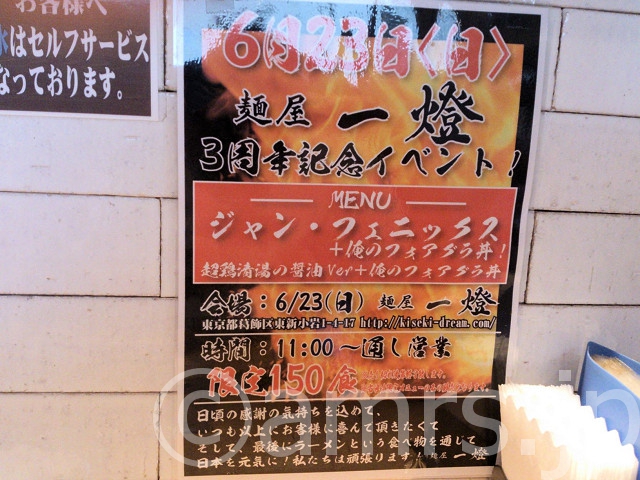 お客様へ
水はセルフサービス
なっております。
6月23日〈日〉
麺屋 一燈
3周年記念イベント!
MENU
ジャン・フェニックス
+俺のフォアグラ丼!
超鶏清湯の醤油Ver+俺のフォアグラ丼
会場:6/23(日) 麺屋 一燈
東京都葛飾区東新小岩1-4-17 http://kiseki-dream.com/
時間:11:00~通し営業
限定150食
日頃の感謝の気持ちを込めて、
いつも以上にお客様に喜んで頂きたくて
そして、最後にラーメンという食べ物を通して
日本を元気に!私たちは頑張ります! 麺屋 一燈
©amrs.jp